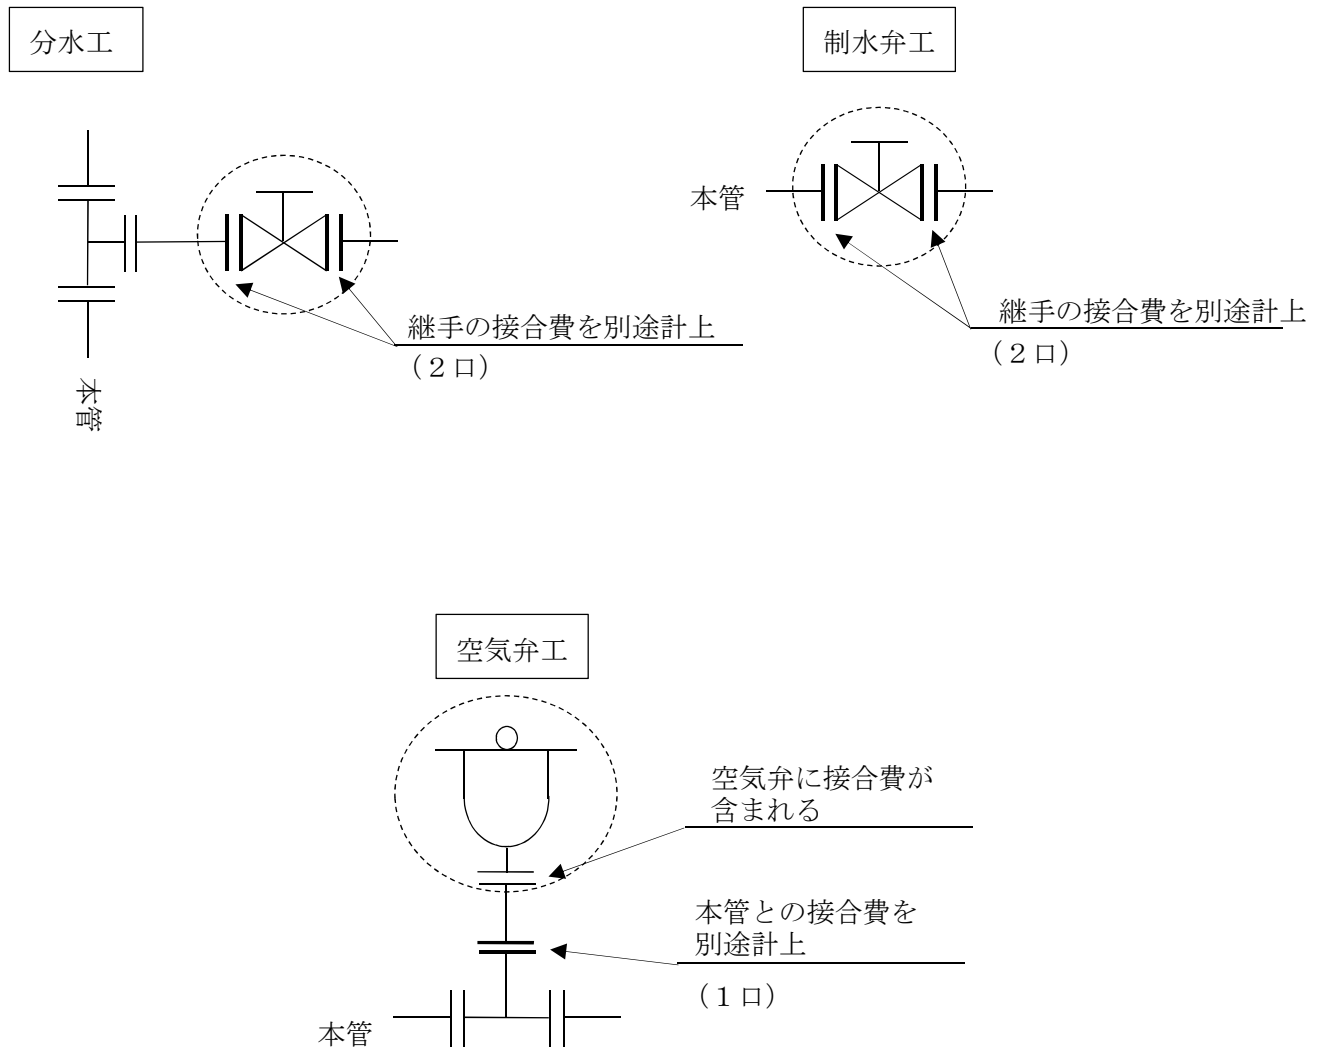 分水工
制水弁工
本管
継手の接合費を別途計上
（２口）
本管
継手の接合費を別途計上
（２口）
空気弁工
空気弁に接合費が
含まれる
本管との接合費を
別途計上
（１口）
本管